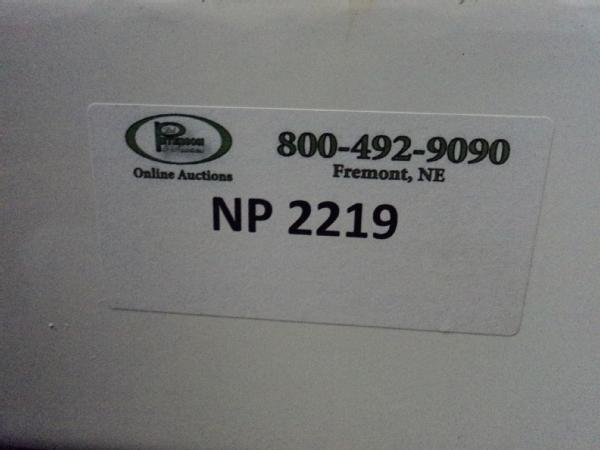 800-492-9090
Fremont, NE
Online Auctions
NP 2219